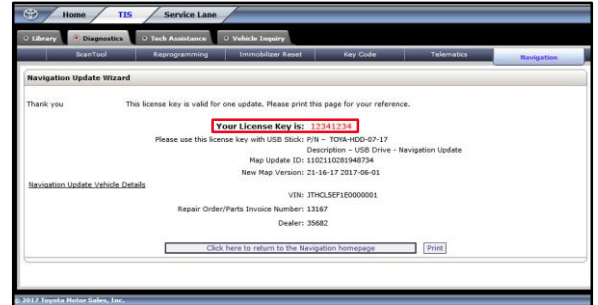 Home TIS Service Lane
Library Diagnostics Tech Assistance Vehicle Inquiry
ScanTool Reprogramming Immobilizer Reset Key Code Telematics Navigation
Navigation Update Wizard
Thank you This license key is valid for one update. Please print this page for your reference.
Your License Key is: 12341234
Please use this license key with USB Stick: P/N – TOYA-HDD-07-17
Description – USB Drive - Navigation Update
Map Update ID: 1102110281948734
New Map Version: 21-16-17 2017-06-01
Navigation Update Vehicle Details
VIN: JTHCL5EF1E0000001
Repair Order/Parts Invoice Number: 13167
Dealer: 35682
Click here to return to the Navigation homepage Print
© 2017 Toyota Motor Sales, Inc.